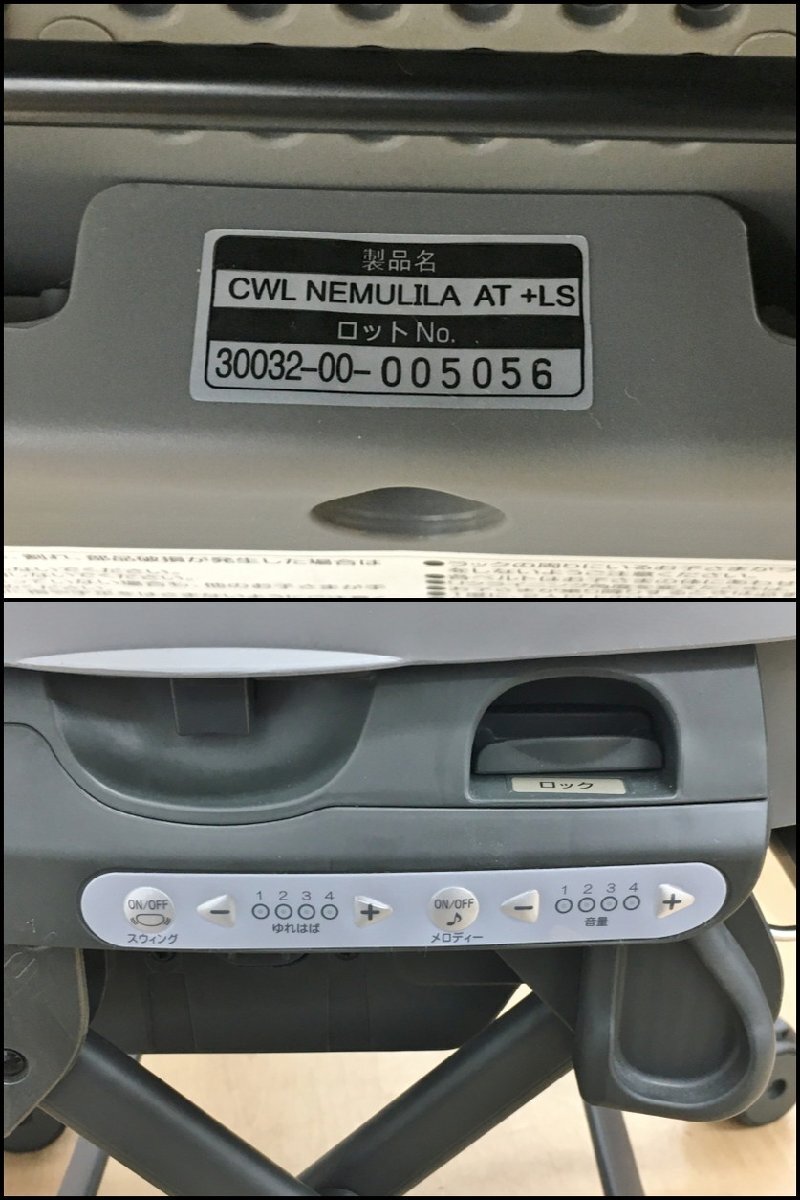 製品名
CWL NEMULILA AT +LS
ロットNo.
30032-00-005056
ロック
ON/OFF
スウィング
−
1 2 3 4
ゆれはば
+
ON/OFF
メロディー
−
1 2 3 4
音量
+